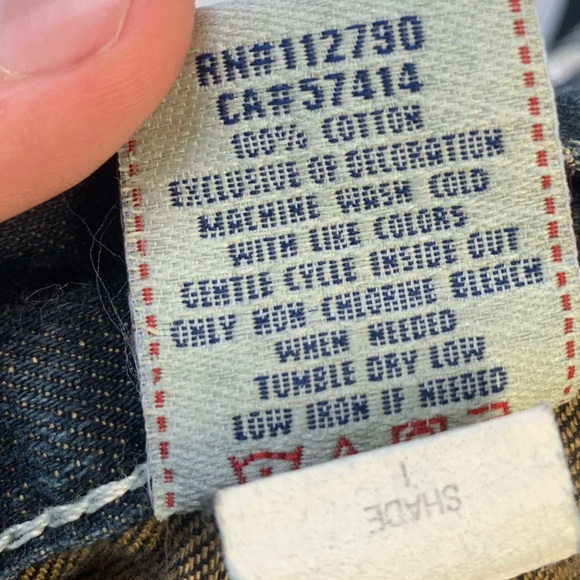 RN#112790
CA#57414
100% COTTON
EXCLUSIVE OF DECORATION
MACHINE WASH COLD
WITH LIKE COLORS
GENTLE CYCLE INSIDE OUT
ONLY NON-CHLORINE BLEACH
WHEN NEEDED
TUMBLE DRY LOW
LOW IRON IF NEEDED
SHADE
1